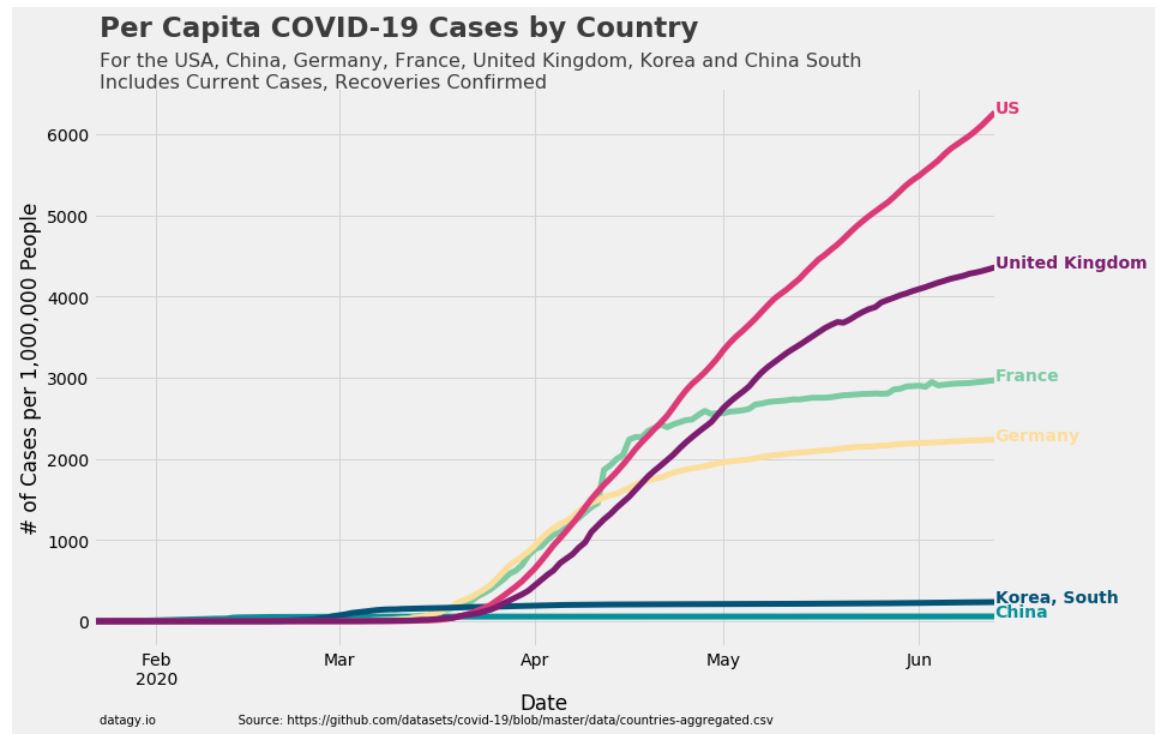 Per Capita COVID-19 Cases by Country
For the USA, China, Germany, France, United Kingdom, Korea and China South
Includes Current Cases, Recoveries Confirmed
US
6000
5000
United Kingdom
4000
3000
France
Germany
2000
1000
Korea, South
China
0
# of Cases per 1,000,000 People
Feb Mar Apr May Jun
2020
Date
datagy.io Source: https://github.com/datasets/covid-19/blob/master/data/countries-aggregated.csv